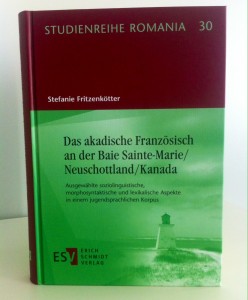 STUDIENREIHE ROMANIA 30
Stefanie Fritzenkötter
Das akadische Französisch
an der Baie Sainte-Marie/
Neuschottland/Kanada
Ausgewählte soziolinguistische,
morphosyntaktische und lexikalische Aspekte
in einem jugendsprachlichen Korpus
ESV
ERICH
SCHMIDT
VERLAG